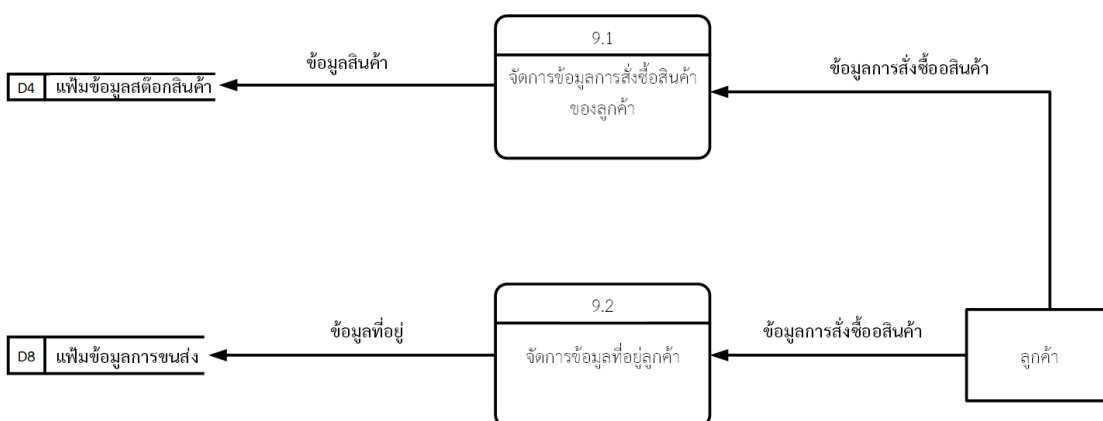 9.1
ข้อมูลสินค้า
ข้อมูลการสั่งซื้ออสินค้า
D4 แฟ้มข้อมูลสต๊อกสินค้า
จัดการข้อมูลการสั่งซื้อสินค้า
ของลูกค้า
9.2
ข้อมูลที่อยู่
ข้อมูลการสั่งซื้ออสินค้า
D8 แฟ้มข้อมูลการขนส่ง
จัดการข้อมูลที่อยู่ลูกค้า
ลูกค้า